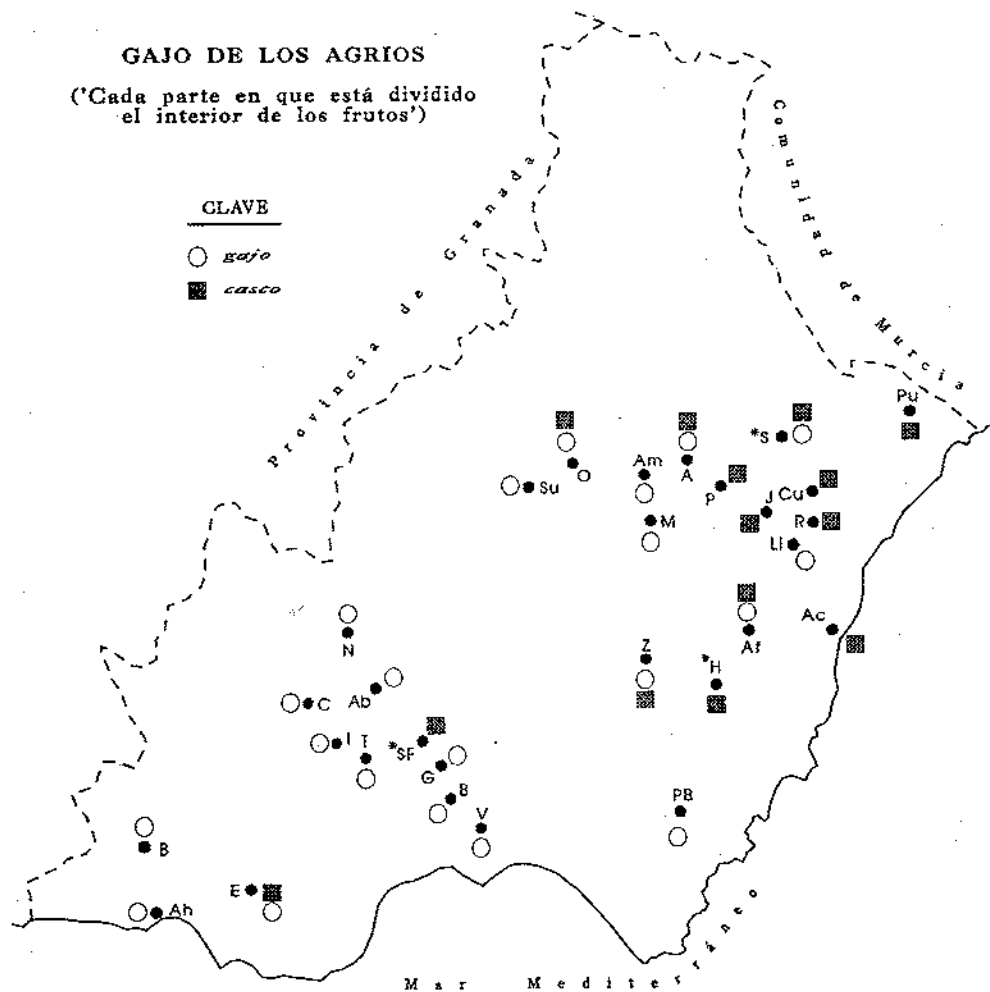 GAJO DE LOS AGRIOS
('Cada parte en que está dividido
el interior de los frutos')
CLAVE
gajo
casco
Provincia de Granada
Comunidad de Murcia
Pu
*S
O
Su
Am
A
P
J
Cu
M
R
Ll
Af
Ac
N
Z
*H
Ab
C
I
T
*SF
G
B
V
PB
B
E
Ah
Mar Mediterráneo